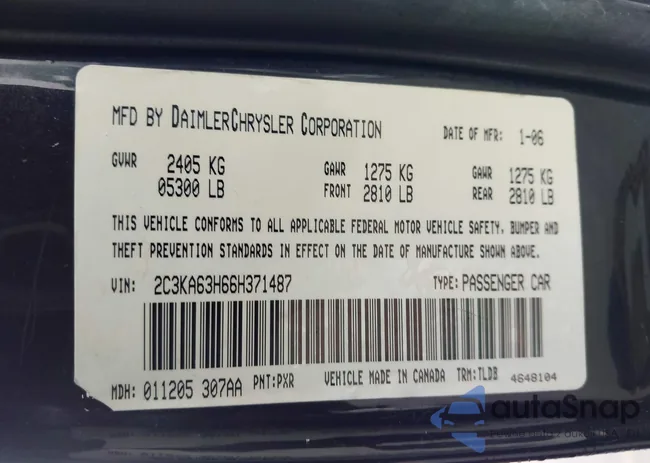 MFD BY DAIMLERCHRYSLER CORPORATION DATE OF MFR: 1-06
GVWR 2405 KG GAWR 1275 KG GAWR 1275 KG
05300 LB FRONT 2810 LB REAR 2810 LB
THIS VEHICLE CONFORMS TO ALL APPLICABLE FEDERAL MOTOR VEHICLE SAFETY, BUMPER AND
THEFT PREVENTION STANDARDS IN EFFECT ON THE DATE OF MANUFACTURE SHOWN ABOVE.
VIN: 2C3KA63H66H371487 TYPE: PASSENGER CAR
MDH: 011205 307AA PNT: PXR VEHICLE MADE IN CANADA TRM: TLDB 4648104
autoSnap